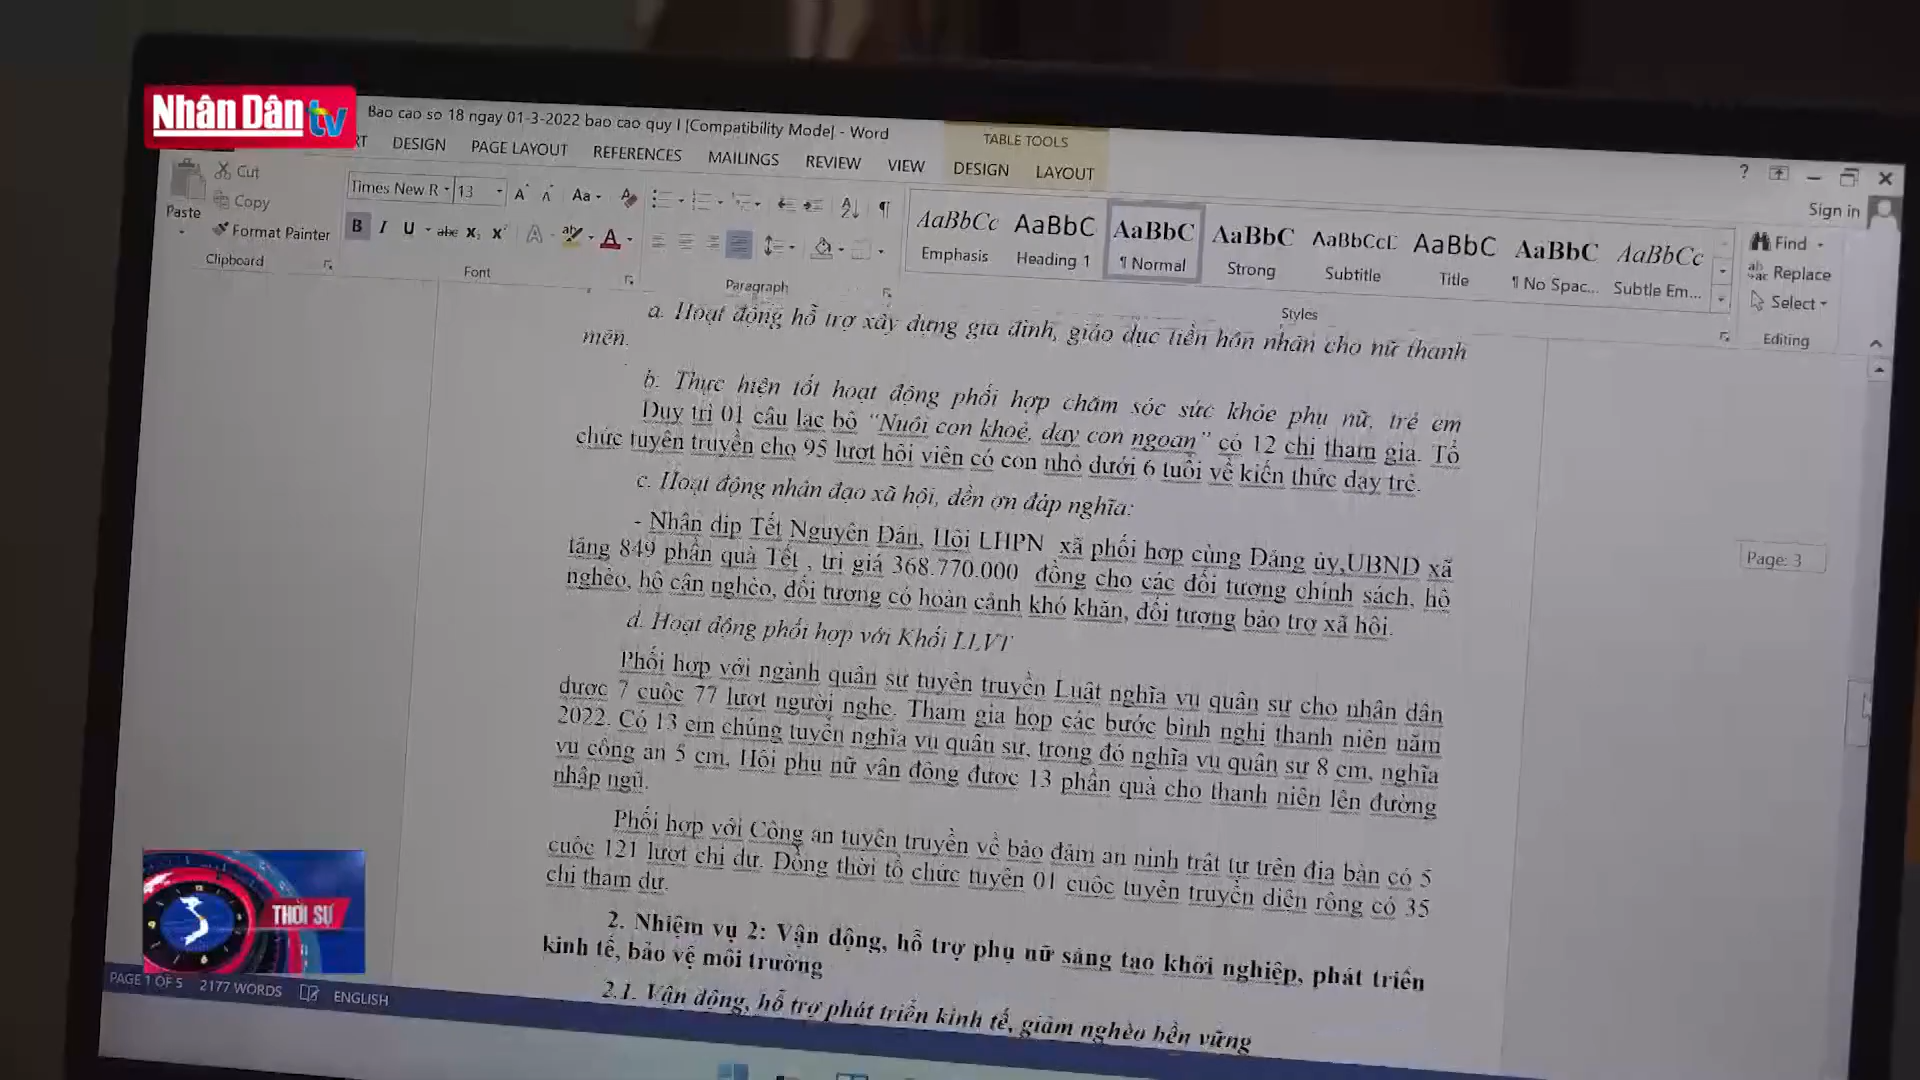 Nhân Dân tv
Bao cao so 18 ngay 01-3-2022 bao cao quy I [Compatibility Mode] - Word
TABLE TOOLS
DESIGN PAGE LAYOUT REFERENCES MAILINGS REVIEW VIEW DESIGN LAYOUT
Sign in
Cut
Copy
Format Painter
Paste
Clipboard
Times New R 13
Font
Paragraph
AaBbCc AaBbC AaBbC AaBbC AaBbCcD AaBbC AaBbC AaBbCc
Emphasis Heading 1 ¶ Normal Strong Subtitle Title ¶ No Spac... Subtle Em...
Styles
Find
Replace
Select
Editing
a. Hoạt động hỗ trợ xây dựng gia đình, giáo dục tiền hôn nhân cho nữ thanh
niên.
b. Thực hiện tốt hoạt động phối hợp chăm sóc sức khỏe phụ nữ, trẻ em
Duy trì 01 câu lạc bộ "Nuôi con khoẻ, dạy con ngoan" có 12 chị tham gia. Tổ
chức tuyên truyền cho 95 lượt hội viên có con nhỏ dưới 6 tuổi về kiến thức dạy trẻ.
c. Hoạt động nhân đạo xã hội, đền ơn đáp nghĩa:
- Nhân dịp Tết Nguyên Đán, Hội LHPN xã phối hợp cùng Đảng ủy,UBND xã
tặng 849 phần quà Tết , trị giá 368.770.000 đồng cho các đối tượng chính sách, hộ
nghèo, hộ cận nghèo, đối tượng có hoàn cảnh khó khăn, đối tượng bảo trợ xã hội.
d. Hoạt động phối hợp với Khối LLVT
Phối hợp với ngành quân sự tuyên truyền Luật nghĩa vụ quân sự cho nhân dân
được 7 cuộc 77 lượt người nghe. Tham gia họp các bước bình nghị thanh niên năm
2022. Có 13 em chúng tuyển nghĩa vụ quân sự, trong đó nghĩa vụ quân sự 8 em, nghĩa
vụ công an 5 em, Hội phụ nữ vận động được 13 phần quà cho thanh niên lên đường
nhập ngũ.
Phối hợp với Công an tuyên truyền về bảo đảm an ninh trật tự trên địa bàn có 5
cuộc 121 lượt chị dự. Đồng thời tổ chức tuyên 01 cuộc tuyên truyền diện rộng có 35
chị tham dự.
2. Nhiệm vụ 2: Vận động, hỗ trợ phụ nữ sáng tạo khởi nghiệp, phát triển
kinh tế, bảo vệ môi trường
2.1. Vận động, hỗ trợ phát triển kinh tế, giảm nghèo bền vững
Page: 3
THỜI SỰ
PAGE 1 OF 5 2177 WORDS ENGLISH